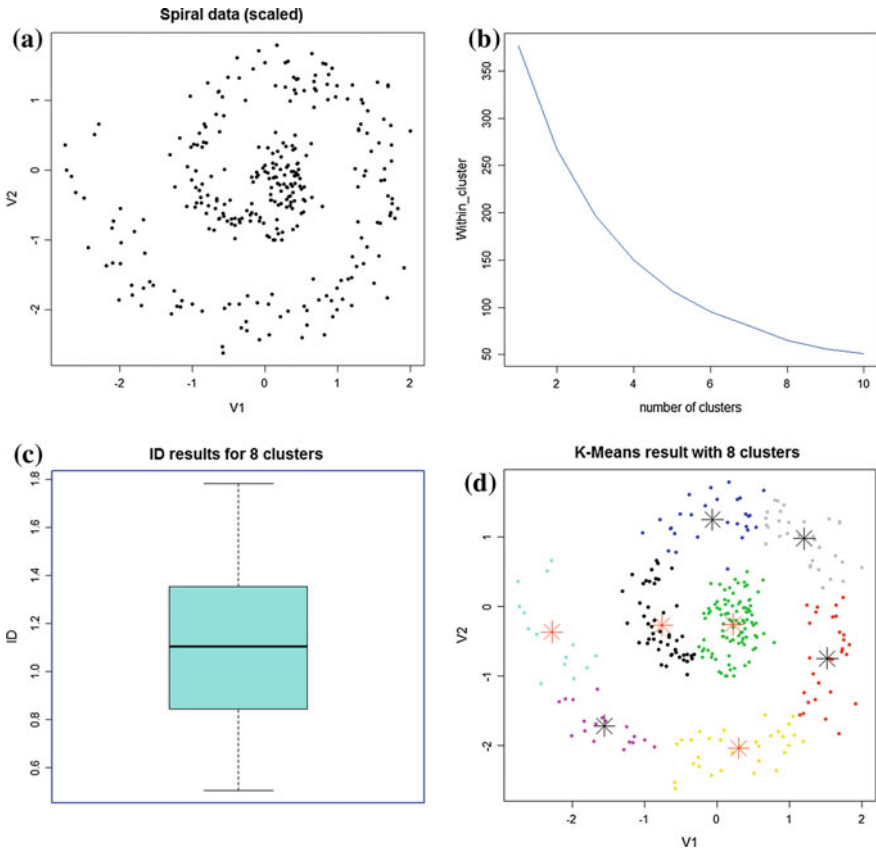 Spiral data (scaled)
(a)
V2
1
0
-1
-2
-2 -1 0 1 2
V1
(b)
Within_cluster
350
300
250
200
150
100
50
2 4 6 8 10
number of clusters
(c)
ID results for 8 clusters
ID
1.8
1.6
1.4
1.2
1.0
0.8
0.6
K-Means result with 8 clusters
(d)
V2
1
0
-1
-2
-2 -1 0 1 2
V1